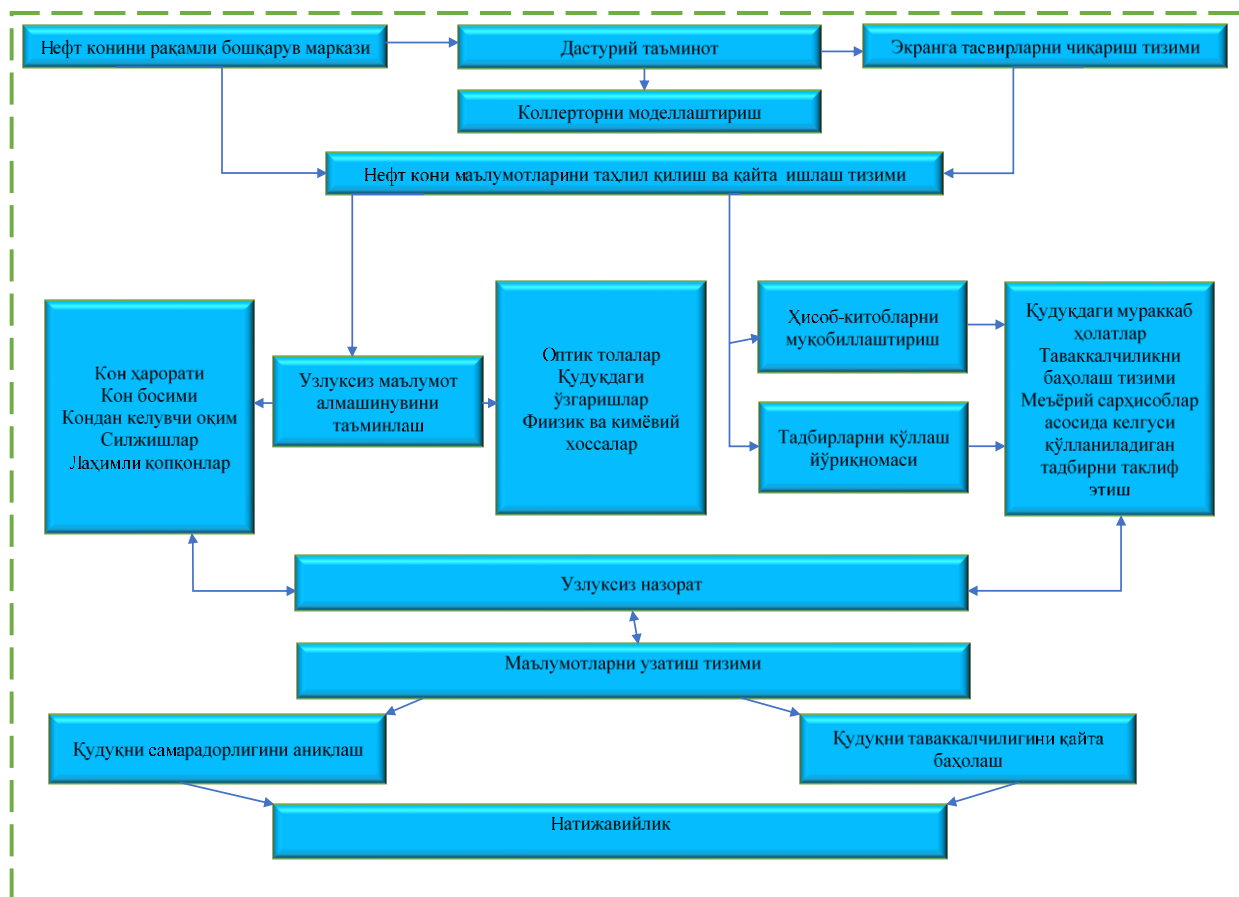 Нефт конини рақамли бошқарув маркази
Дастурий таъминот
Экранга тасвирларни чиқариш тизими
Коллерторни моделлаштириш
Нефт кони маълумотларини таҳлил қилиш ва қайта ишлаш тизими
Кон ҳарорати
Кон босими
Кондан келувчи оқим
Силжишлар
Лаҳимли қопқонлар
Узлуксиз маълумот
алмашинувини
таъминлаш
Оптик толалар
Қудуқдаги
ўзгаришлар
Фиизик ва кимёвий
хоссалар
Ҳисоб-китобларни
муқобиллаштириш
Тадбирларни қўллаш
йўриқномаси
Қудуқдаги мураккаб
ҳолатлар
Таваккалчиликни
баҳолаш тизими
Меъёрий сарҳисоблар
асосида келгуси
қўлланиладиган
тадбирни таклиф
этиш
Узлуксиз назорат
Маълумотларни узатиш тизими
Қудуқни самарадорлигини аниқлаш
Қудуқни таваккалчилигини қайта
баҳолаш
Натижавийлик